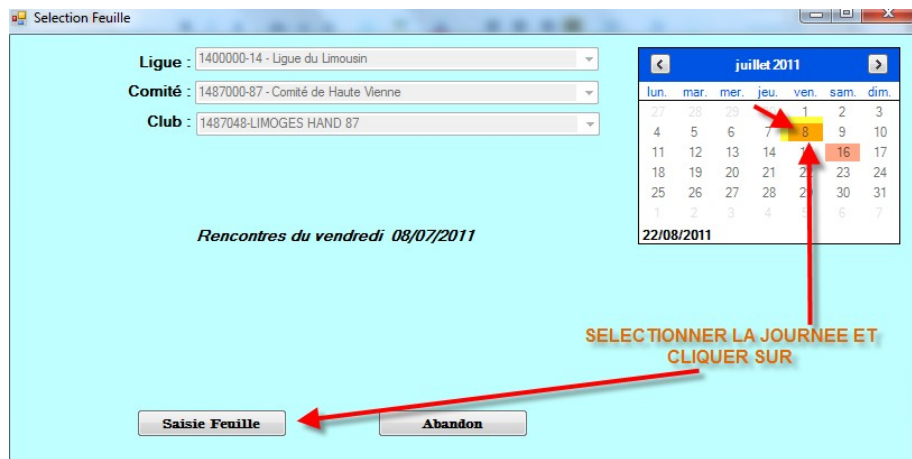 Selection Feuille
Ligue : 1400000-14 - Ligue du Limousin
Comité : 1487000-87 - Comité de Haute Vienne
Club : 1487048-LIMOGES HAND 87
juillet 2011
lun. mar. mer. jeu. ven. sam. dim.
27 28 29 1 2 3
4 5 6 7 8 9 10
11 12 13 14 16 17
18 19 20 21 22 23 24
25 26 27 28 29 30 31
1 2 3 4 5 6 7
22/08/2011
Rencontres du vendredi 08/07/2011
SELECTIONNER LA JOURNEE ET
CLIQUER SUR
Saisie Feuille Abandon